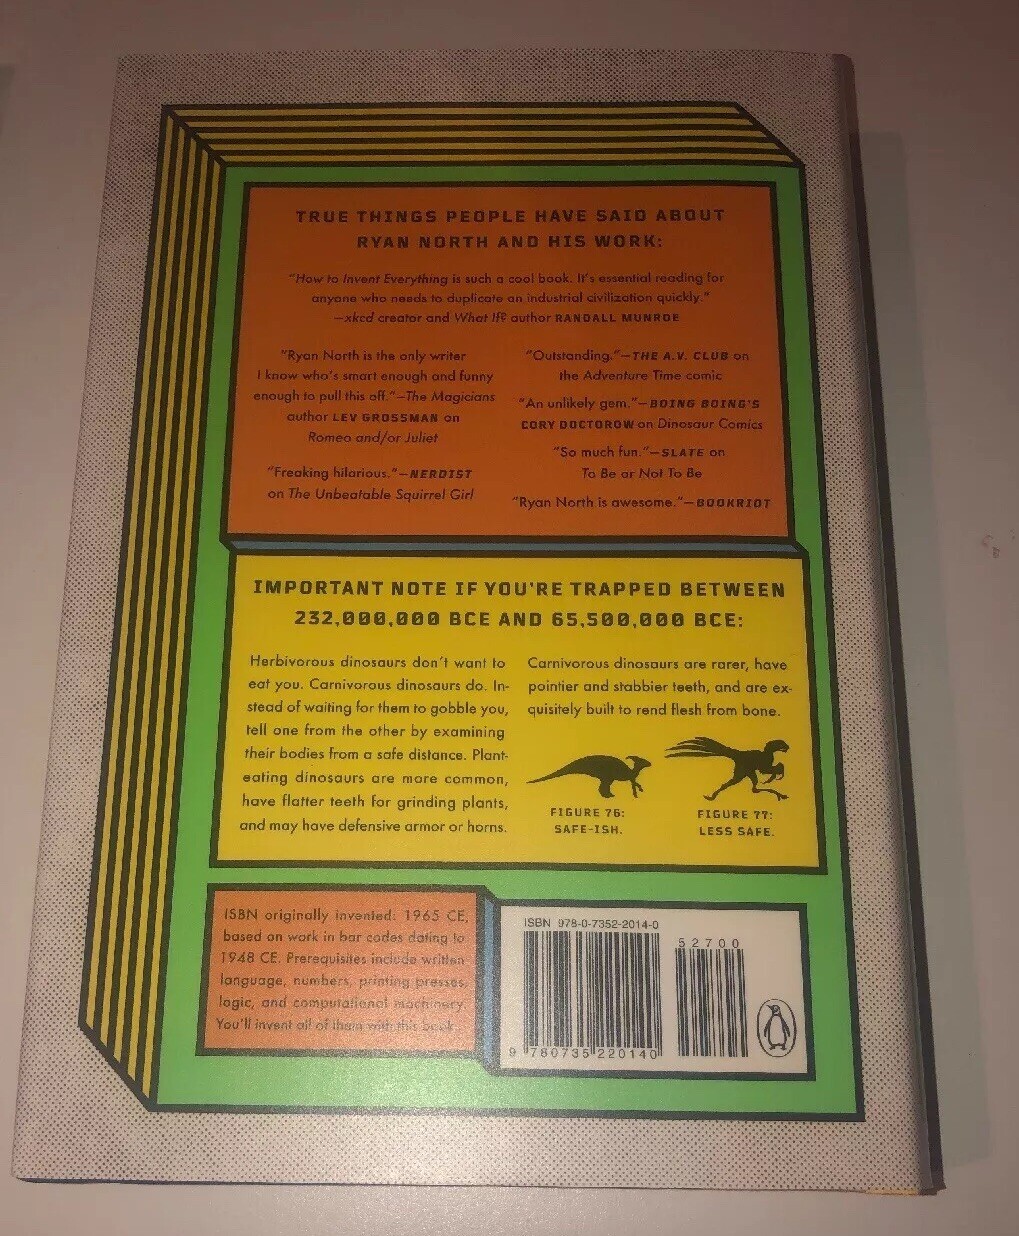 TRUE THINGS PEOPLE HAVE SAID ABOUT
RYAN NORTH AND HIS WORK:
"How to Invent Everything is such a cool book. It's essential reading for
anyone who needs to duplicate an industrial civilization quickly."
—xkcd creator and What If? author RANDALL MUNROE
"Ryan North is the only writer
I know who's smart enough and funny
enough to pull this off."—The Magicians
author LEV GROSSMAN on
Romeo and/or Juliet
"Freaking hilarious."—NERDIST
on The Unbeatable Squirrel Girl
"Outstanding."—THE A.V. CLUB on
the Adventure Time comic
"An unlikely gem."—BOING BOING'S
CORY DOCTOROW on Dinosaur Comics
"So much fun."—SLATE on
To Be or Not To Be
"Ryan North is awesome."—BOOKRIOT
IMPORTANT NOTE IF YOU'RE TRAPPED BETWEEN
232,000,000 BCE AND 65,500,000 BCE:
Herbivorous dinosaurs don't want to
eat you. Carnivorous dinosaurs do. In-
stead of waiting for them to gobble you,
tell one from the other by examining
their bodies from a safe distance. Plant-
eating dinosaurs are more common,
have flatter teeth for grinding plants,
and may have defensive armor or horns.
Carnivorous dinosaurs are rarer, have
pointier and stabbier teeth, and are ex-
quisitely built to rend flesh from bone.
FIGURE 76:
SAFE-ISH.
FIGURE 77:
LESS SAFE.
ISBN originally invented: 1965 CE,
based on work in bar codes dating to
1948 CE. Prerequisites include written
language, numbers, printing presses,
logic, and computational machinery.
You'll invent all of them with this book.
ISBN 978-0-7352-2014-0
52700
9 780735 220140